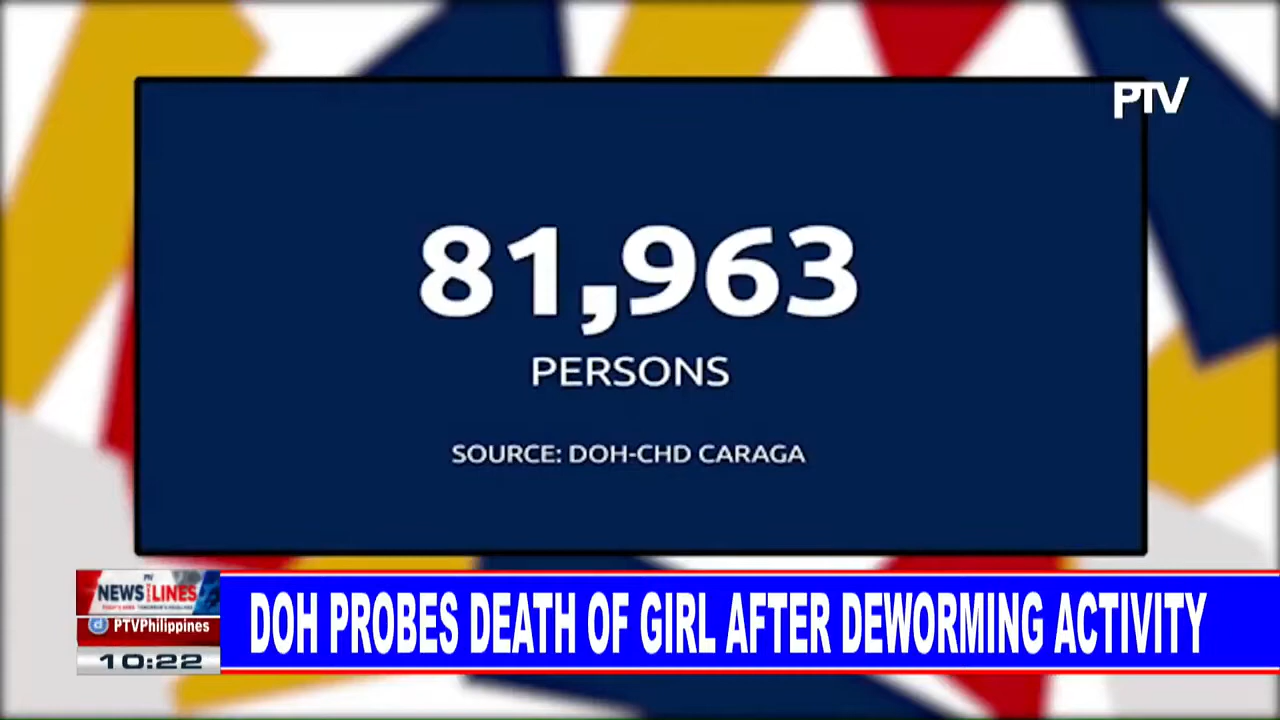 PTV
81,963
PERSONS
SOURCE: DOH-CHD CARAGA
NEWS LINES
PTVPhilippines
10:22
DOH PROBES DEATH OF GIRL AFTER DEWORMING ACTIVITY